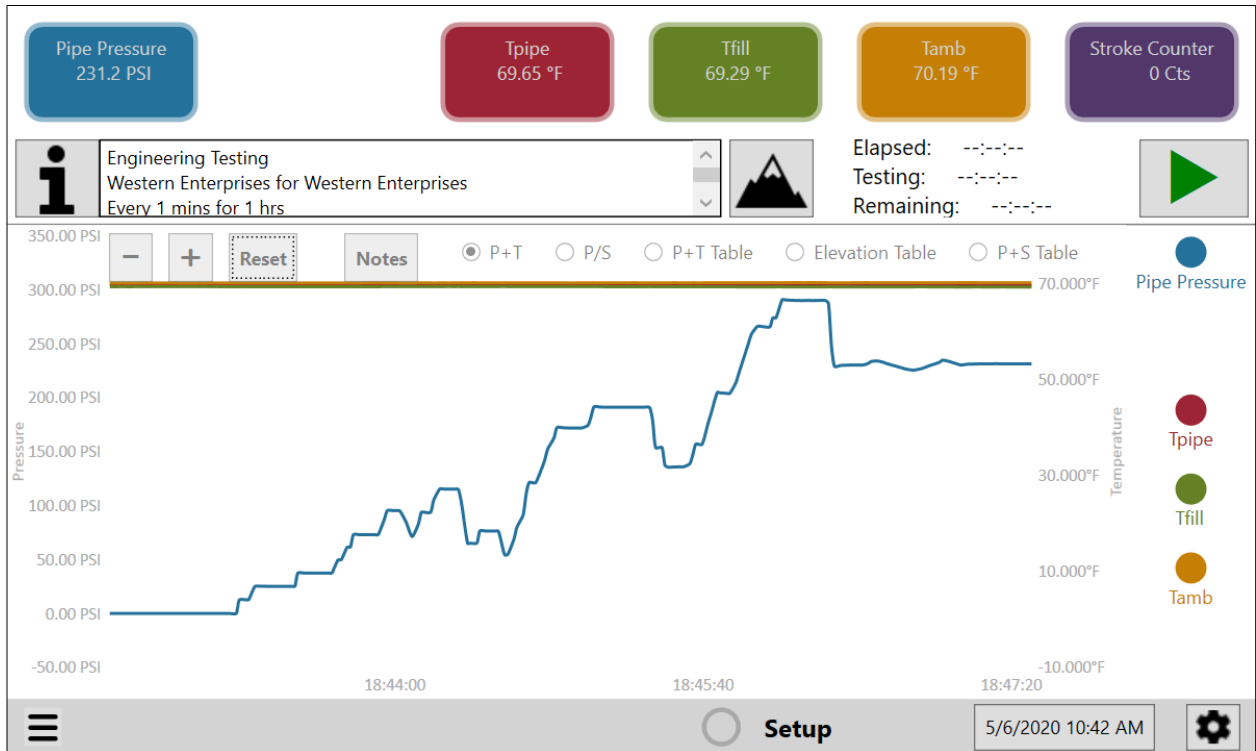 Pipe Pressure
231.2 PSI
Tpipe
69.65 °F
Tfill
69.29 °F
Tamb
70.19 °F
Stroke Counter
0 Cts
Engineering Testing
Western Enterprises for Western Enterprises
Every 1 mins for 1 hrs
Elapsed: --:--:--
Testing: --:--:--
Remaining: --:--:--
− + Reset Notes P+T P/S P+T Table Elevation Table P+S Table
350.00 PSI
300.00 PSI
250.00 PSI
200.00 PSI
150.00 PSI
100.00 PSI
50.00 PSI
0.00 PSI
-50.00 PSI
Pressure
70.000°F
50.000°F
30.000°F
10.000°F
-10.000°F
Temperature
18:44:00 18:45:40 18:47:20
Pipe Pressure
Tpipe
Tfill
Tamb
Setup
5/6/2020 10:42 AM